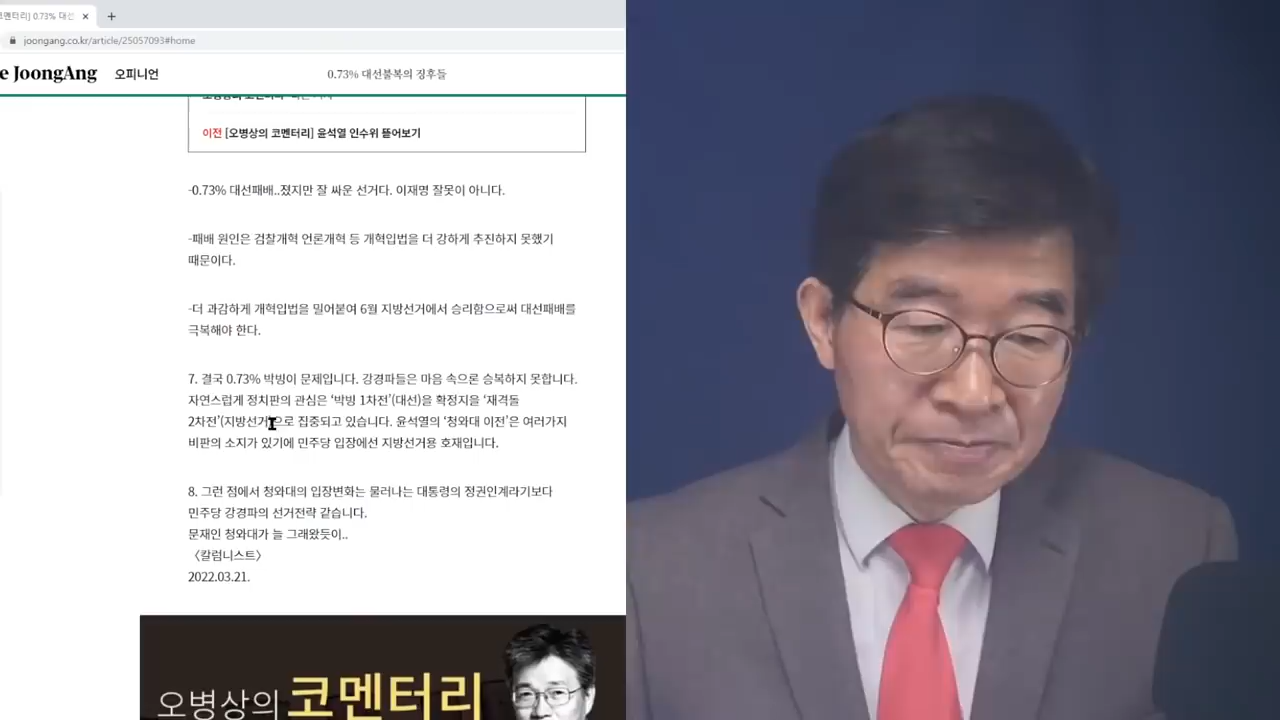 코멘터리] 0.73% 대선
joongang.co.kr/article/25057093#home
e JoongAng 오피니언 0.73% 대선불복의 징후들
이전 [오병상의 코멘터리] 윤석열 인수위 뜯어보기
-0.73% 대선패배..졌지만 잘 싸운 선거다. 이재명 잘못이 아니다.
-패배 원인은 검찰개혁 언론개혁 등 개혁입법을 더 강하게 추진하지 못했기
때문이다.
-더 과감하게 개혁입법을 밀어붙여 6월 지방선거에서 승리함으로써 대선패배를
극복해야 한다.
7. 결국 0.73% 박빙이 문제입니다. 강경파들은 마음 속으론 승복하지 못합니다.
자연스럽게 정치판의 관심은 '박빙 1차전'(대선)을 확정지을 '재격돌
2차전'(지방선거)으로 집중되고 있습니다. 윤석열의 '청와대 이전'은 여러가지
비판의 소지가 있기에 민주당 입장에선 지방선거용 호재입니다.
8. 그런 점에서 청와대의 입장변화는 물러나는 대통령의 정권인계라기보다
민주당 강경파의 선거전략 같습니다.
문재인 청와대가 늘 그래왔듯이..
〈칼럼니스트〉
2022.03.21.
오병상의 코멘터리